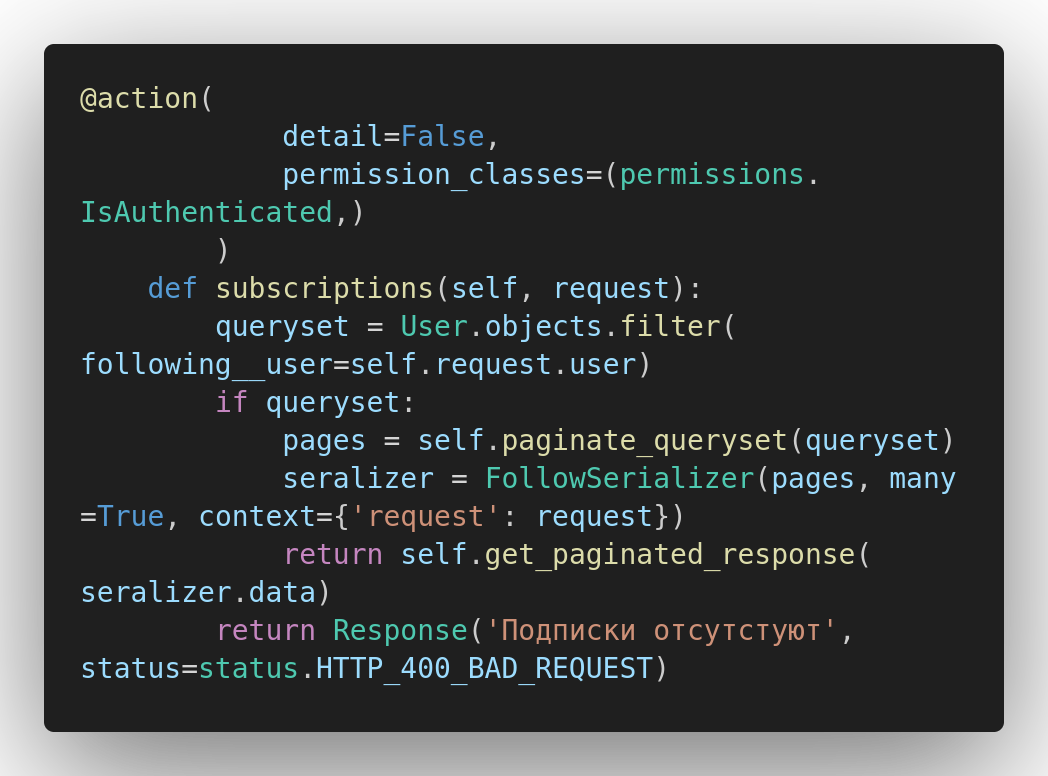 @action(
            detail=False,
            permission_classes=(permissions.
IsAuthenticated,)
        )
    def subscriptions(self, request):
        queryset = User.objects.filter(
following__user=self.request.user)
        if queryset:
            pages = self.paginate_queryset(queryset)
            seralizer = FollowSerializer(pages, many
=True, context={'request': request})
            return self.get_paginated_response(
seralizer.data)
        return Response('Подписки отсутстуют',
status=status.HTTP_400_BAD_REQUEST)